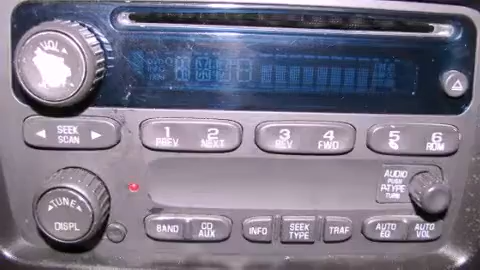 VOL
SEEK
SCAN
1 2 3 4 5 6
PREV NEXT REV FWD RDM
AUDIO
PUSH
P-TYPE
TURN
TUNE
DISPL
BAND CD AUX INFO SEEK TYPE TRAF AUTO EQ AUTO VOL